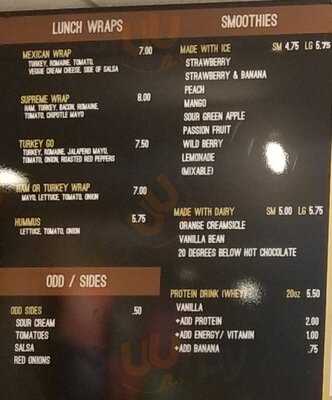 LUNCH WRAPS
MEXICAN WRAP 7.00
TURKEY, ROMAINE, TOMATO,
VEGGIE CREAM CHEESE, SIDE OF SALSA
SUPREME WRAP 8.00
HAM, TURKEY, BACON, ROMAINE,
TOMATO, CHIPOTLE MAYO
TURKEY GO 7.50
TURKEY, ROMAINE, JALAPENO MAYO,
TOMATO, ONION, ROASTED RED PEPPERS
HAM OR TURKEY WRAP 7.00
MAYO, LETTUCE, TOMATO, ONION
HUMMUS 5.75
LETTUCE, TOMATO, ONION
ODD / SIDES
ODD SIDES .50
SOUR CREAM
TOMATOES
SALSA
RED ONIONS
SMOOTHIES
MADE WITH ICE SM 4.75 LG 5.75
STRAWBERRY
STRAWBERRY & BANANA
PEACH
MANGO
SOUR GREEN APPLE
PASSION FRUIT
WILD BERRY
LEMONADE
(MIXABLE)
MADE WITH DAIRY SM 5.00 LG 5.75
ORANGE CREAMSICLE
VANILLA BEAN
20 DEGREES BELOW HOT CHOCOLATE
PROTEIN DRINK (WHEY) 20oz 5.50
VANILLA
+ADD PROTEIN 2.00
+ADD ENERGY/ VITAMIN 1.00
+ADD BANANA .75